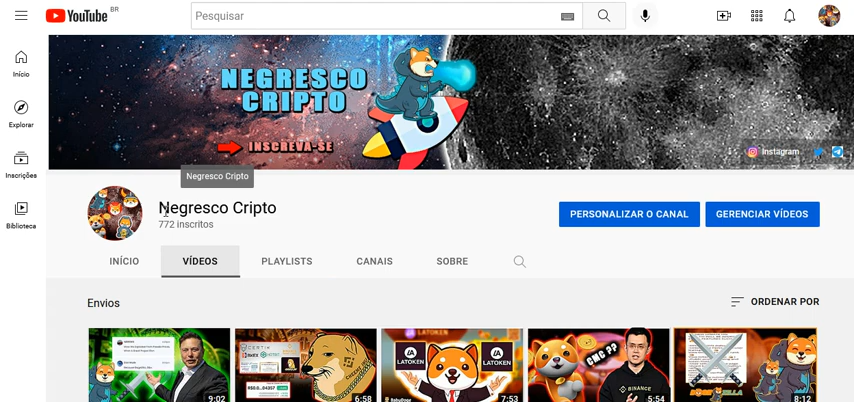 YouTube BR
Pesquisar
Início
Explorar
Inscrições
Biblioteca
NEGRESCO
CRIPTO
INSCREVA-SE
Instagram
Negresco Cripto
Negresco Cripto
772 inscritos
PERSONALIZAR O CANAL
GERENCIAR VÍDEOS
INÍCIO
VÍDEOS
PLAYLISTS
CANAIS
SOBRE
Envios
ORDENAR POR
9:02
CERTIK
6:58
LATOKEN
LATOKEN
7:53
CMC ??
BINANCE
5:54
8:12